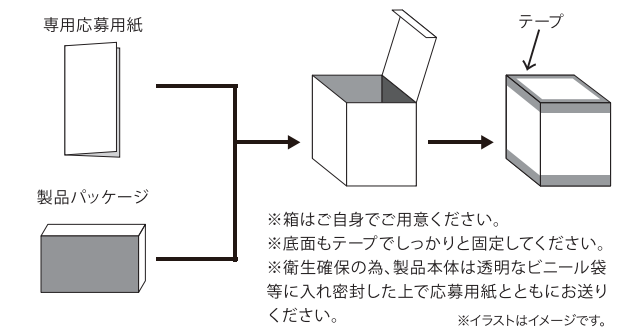 専用応募用紙
テープ
製品パッケージ
※箱はご自身でご用意ください。
※底面もテープでしっかりと固定してください。
※衛生確保の為、製品本体は透明なビニール袋
等に入れ密封した上で応募用紙とともにお送り
ください。
※イラストはイメージです。